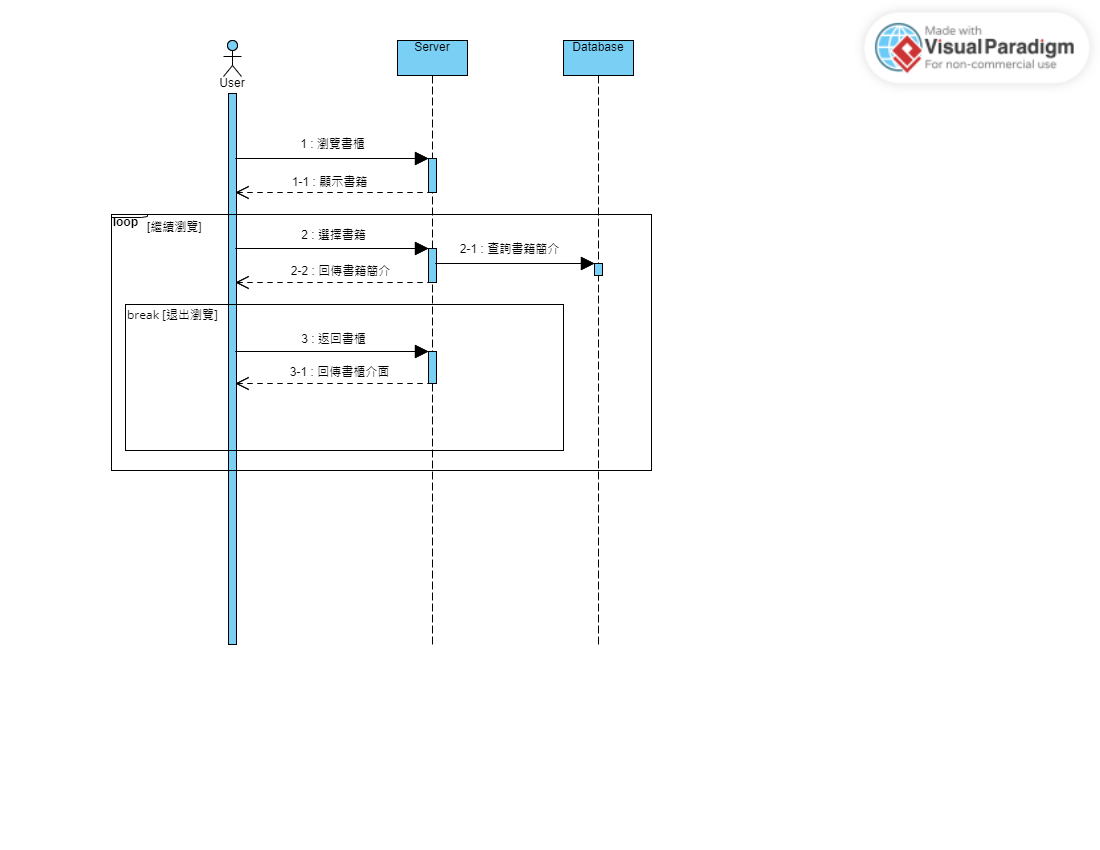 Made with
Visual Paradigm
For non-commercial use
User
Server
Database
1 : 瀏覽書櫃
1-1 : 顯示書籍
loop [繼續瀏覽]
2 : 選擇書籍
2-1 : 查詢書籍簡介
2-2 : 回傳書籍簡介
break [退出瀏覽]
3 : 返回書櫃
3-1 : 回傳書櫃介面